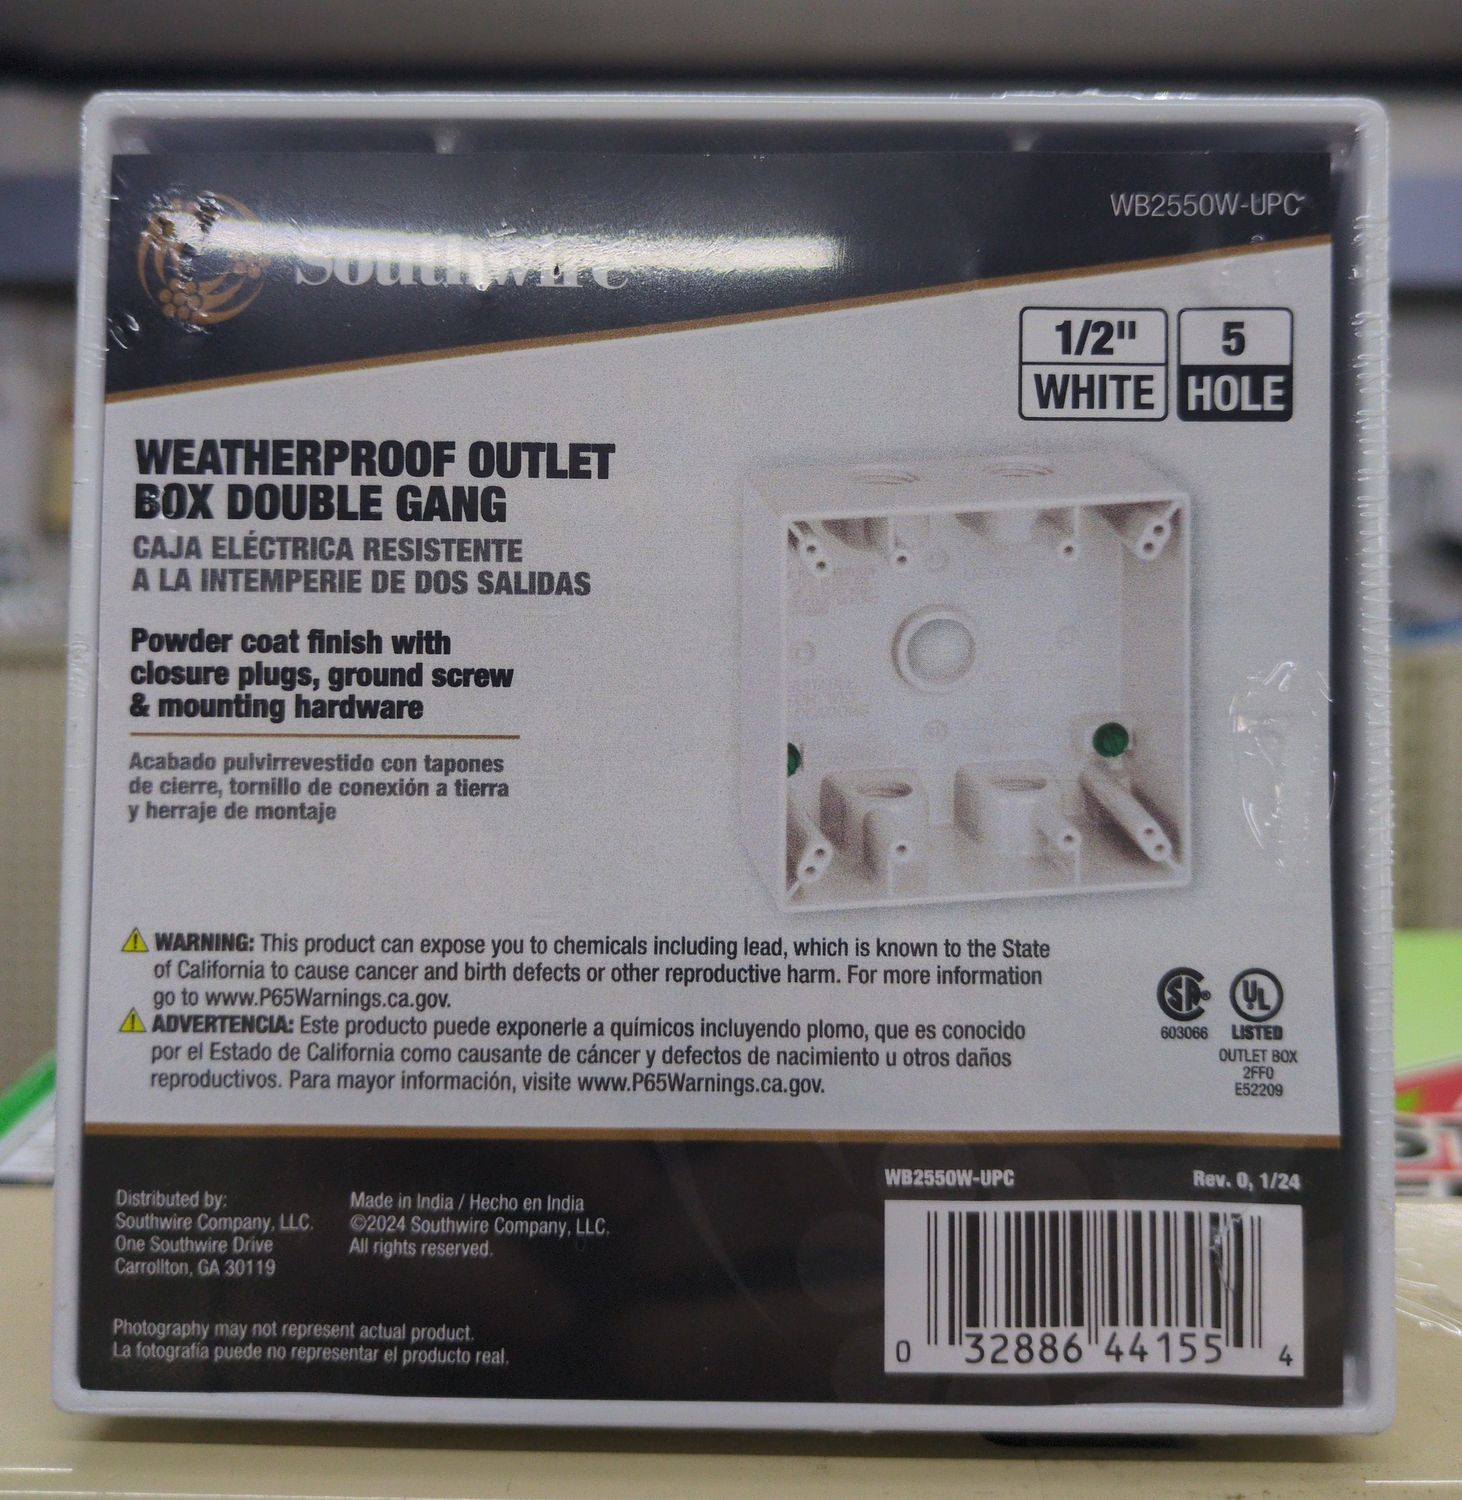 Southwire
WB2550W-UPC
1/2" WHITE
5 HOLE
WEATHERPROOF OUTLET
BOX DOUBLE GANG
CAJA ELÉCTRICA RESISTENTE
A LA INTEMPERIE DE DOS SALIDAS
Powder coat finish with
closure plugs, ground screw
& mounting hardware
Acabado pulvirrevestido con tapones
de cierre, tornillo de conexión a tierra
y herraje de montaje
WARNING: This product can expose you to chemicals including lead, which is known to the State
of California to cause cancer and birth defects or other reproductive harm. For more information
go to www.P65Warnings.ca.gov.
ADVERTENCIA: Este producto puede exponerle a químicos incluyendo plomo, que es conocido
por el Estado de California como causante de cáncer y defectos de nacimiento u otros daños
reproductivos. Para mayor información, visite www.P65Warnings.ca.gov.
SA®
603066
UL
LISTED
OUTLET BOX
2FF0
E52209
Distributed by:
Southwire Company, LLC.
One Southwire Drive
Carrollton, GA 30119
Made in India / Hecho en India
©2024 Southwire Company, LLC.
All rights reserved.
Photography may not represent actual product.
La fotografía puede no representar el producto real.
WB2550W-UPC
Rev. 0, 1/24
0 32886 44155 4